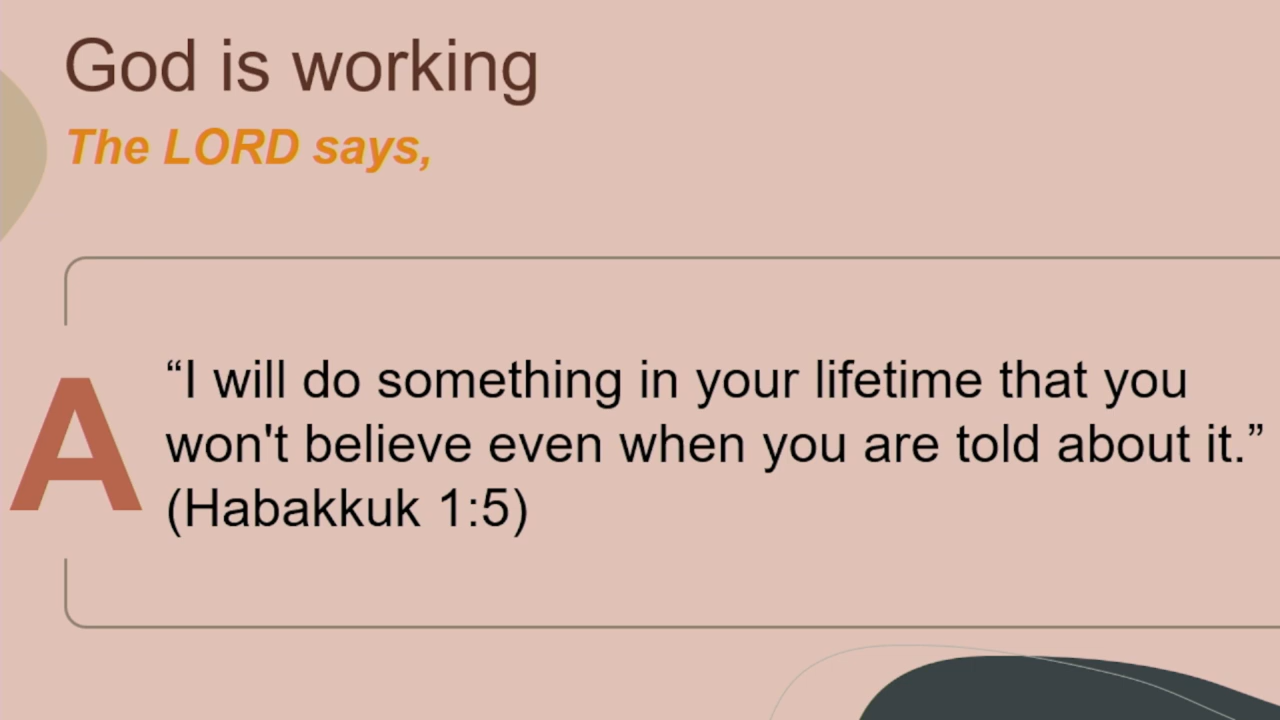 God is working
The LORD says,
A
“I will do something in your lifetime that you
won't believe even when you are told about it.”
(Habakkuk 1:5)